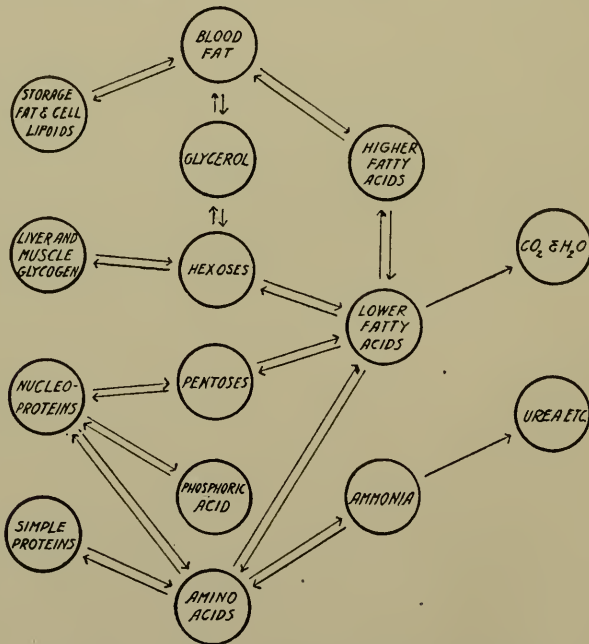 BLOOD
FAT
STORAGE
FAT & CELL
LIPOIDS
GLYCEROL
HIGHER
FATTY
ACIDS
LIVER AND
MUSCLE
GLYCOGEN
HEXOSES
CO₂ & H₂O
LOWER
FATTY
ACIDS
NUCLEO-
PROTEINS
PENTOSES
UREA ETC.
PHOSPHORIC
ACID
AMMONIA
SIMPLE
PROTEINS
AMINO
ACIDS